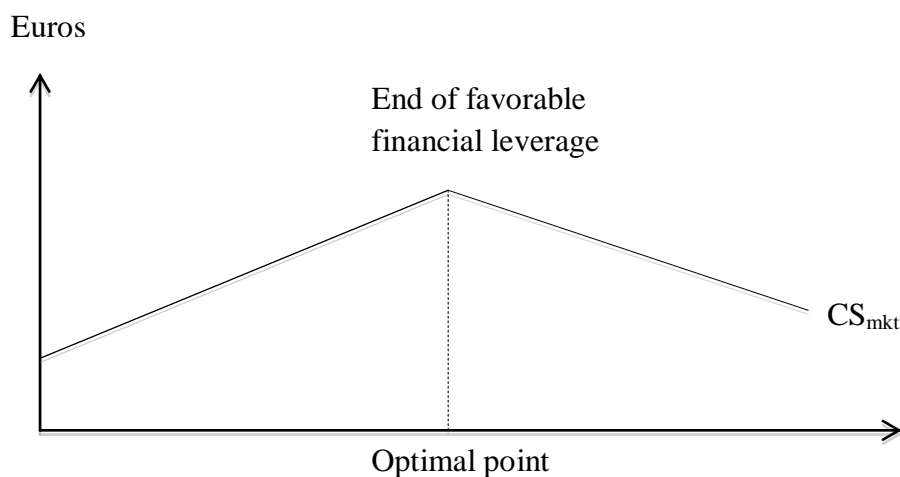 Euros
End of favorable
financial leverage
CSmkt
Optimal point